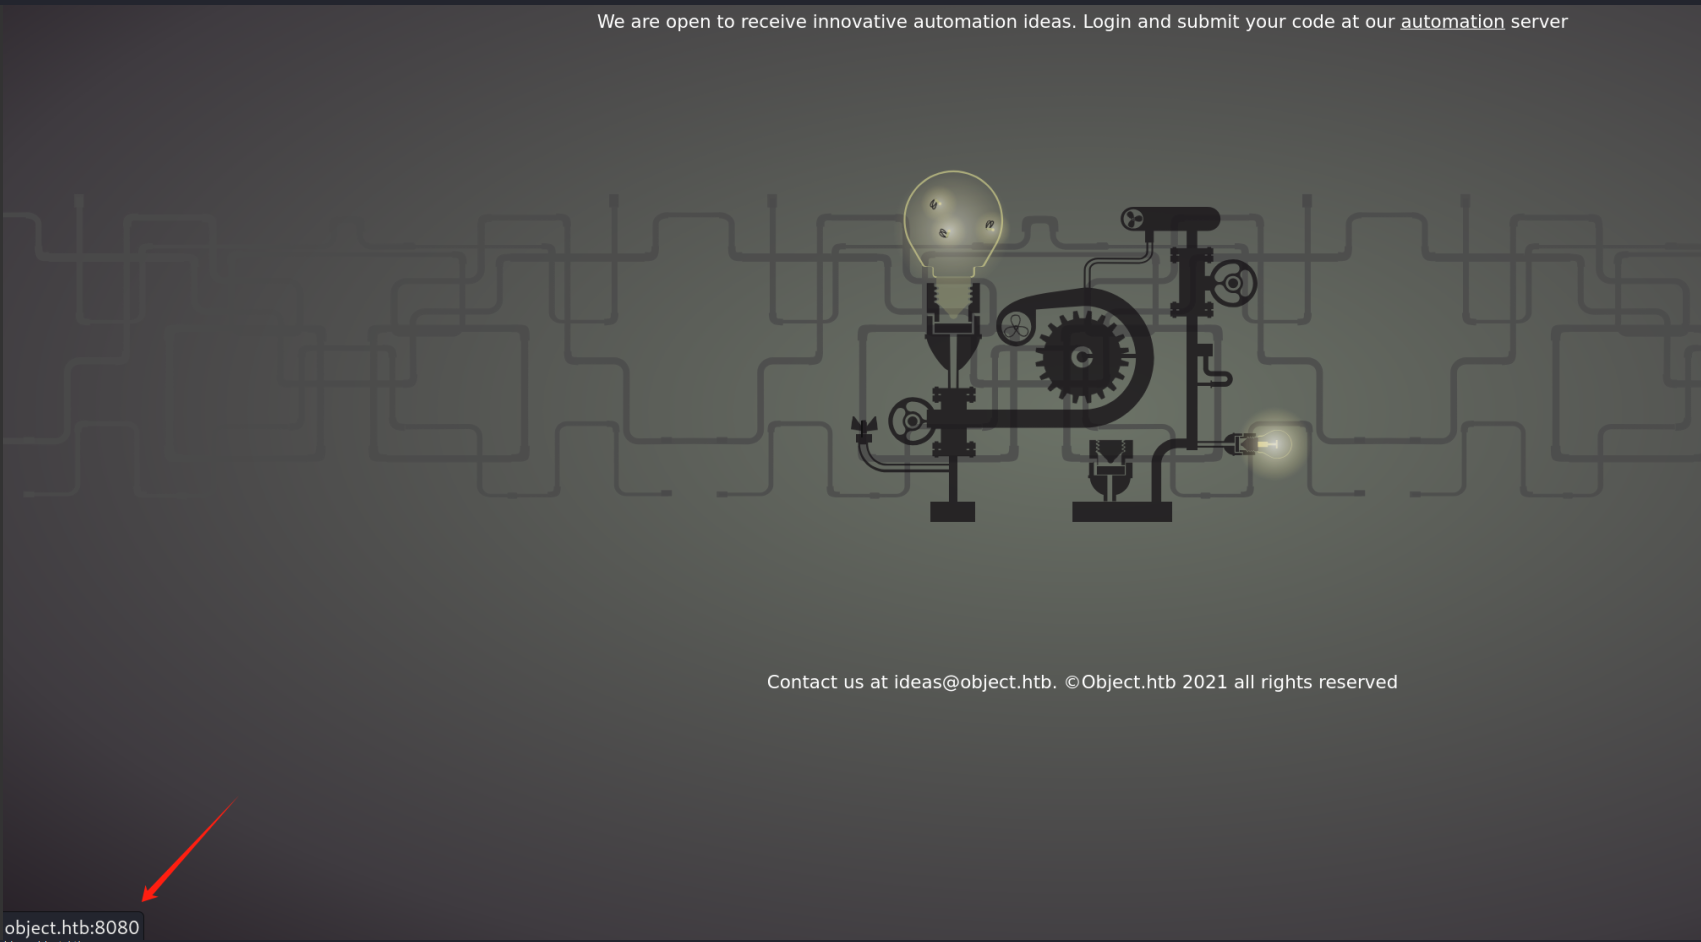 We are open to receive innovative automation ideas. Login and submit your code at our automation server
Contact us at ideas@object.htb. ©Object.htb 2021 all rights reserved
object.htb:8080